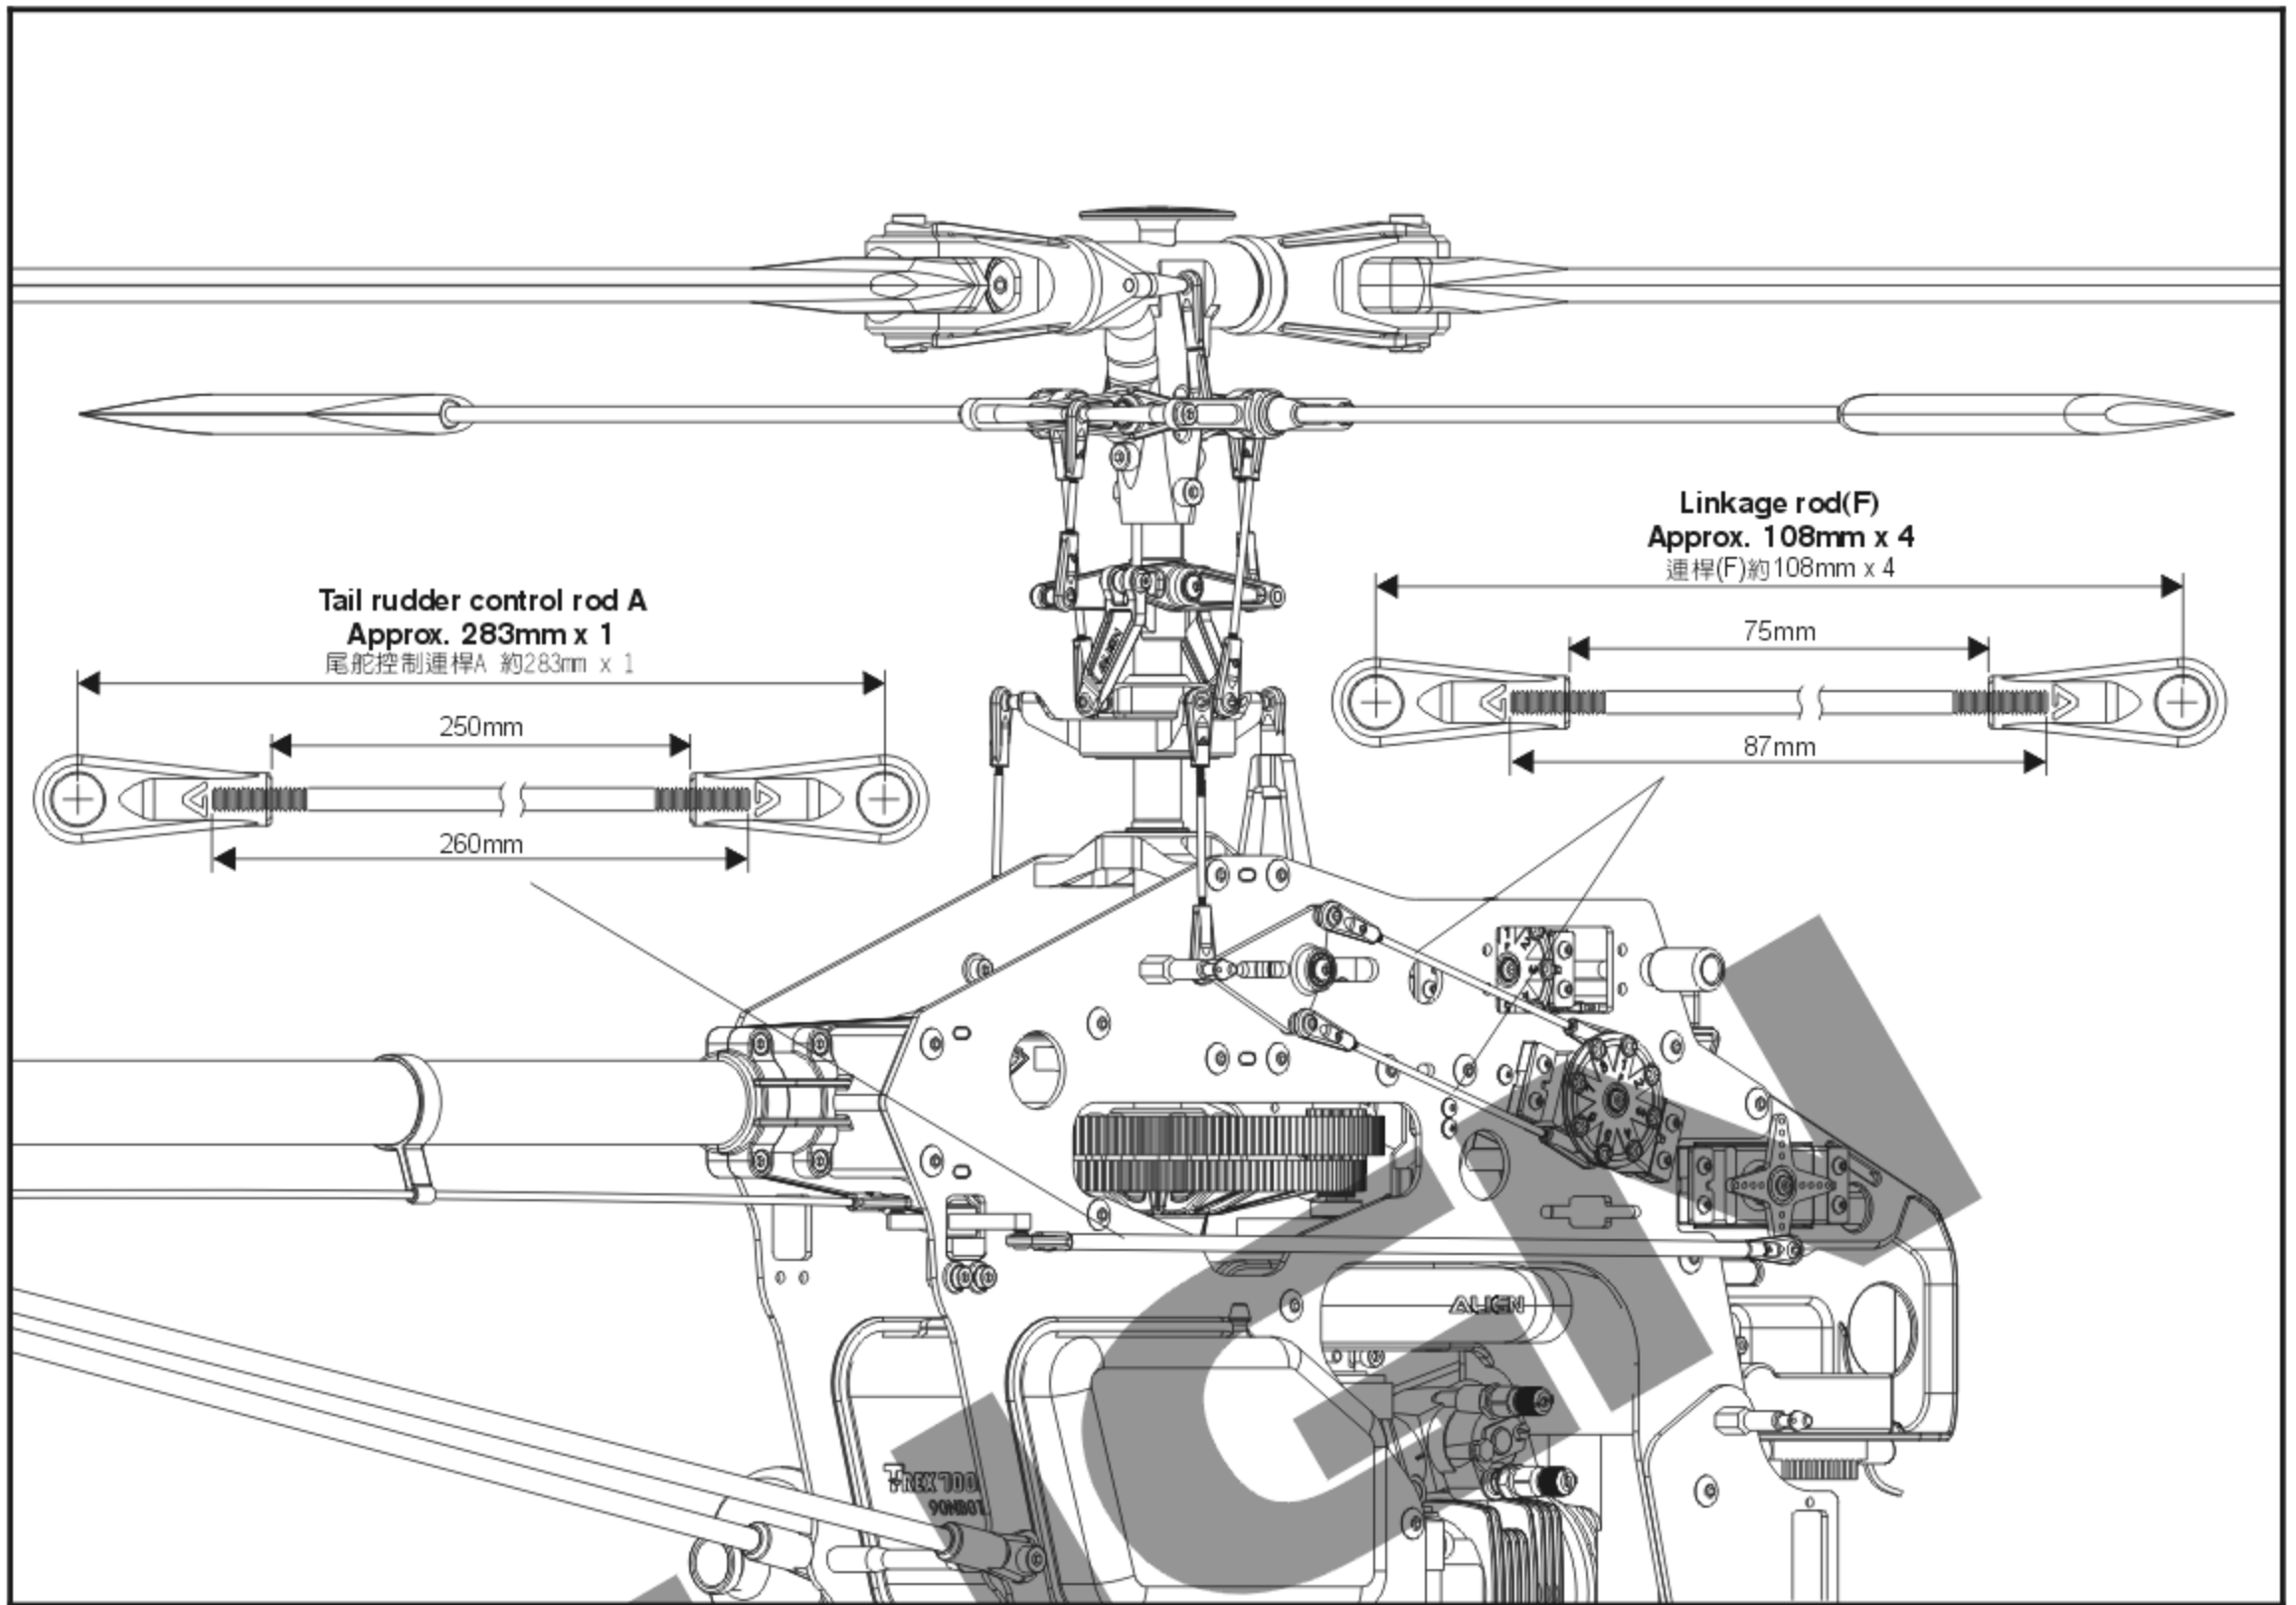 Linkage rod(F)
Approx. 108mm x 4
連桿(F)約108mm x 4
75mm
87mm
Tail rudder control rod A
Approx. 283mm x 1
尾舵控制連桿A 約283mm x 1
250mm
260mm
ALIGN
T-REX 700